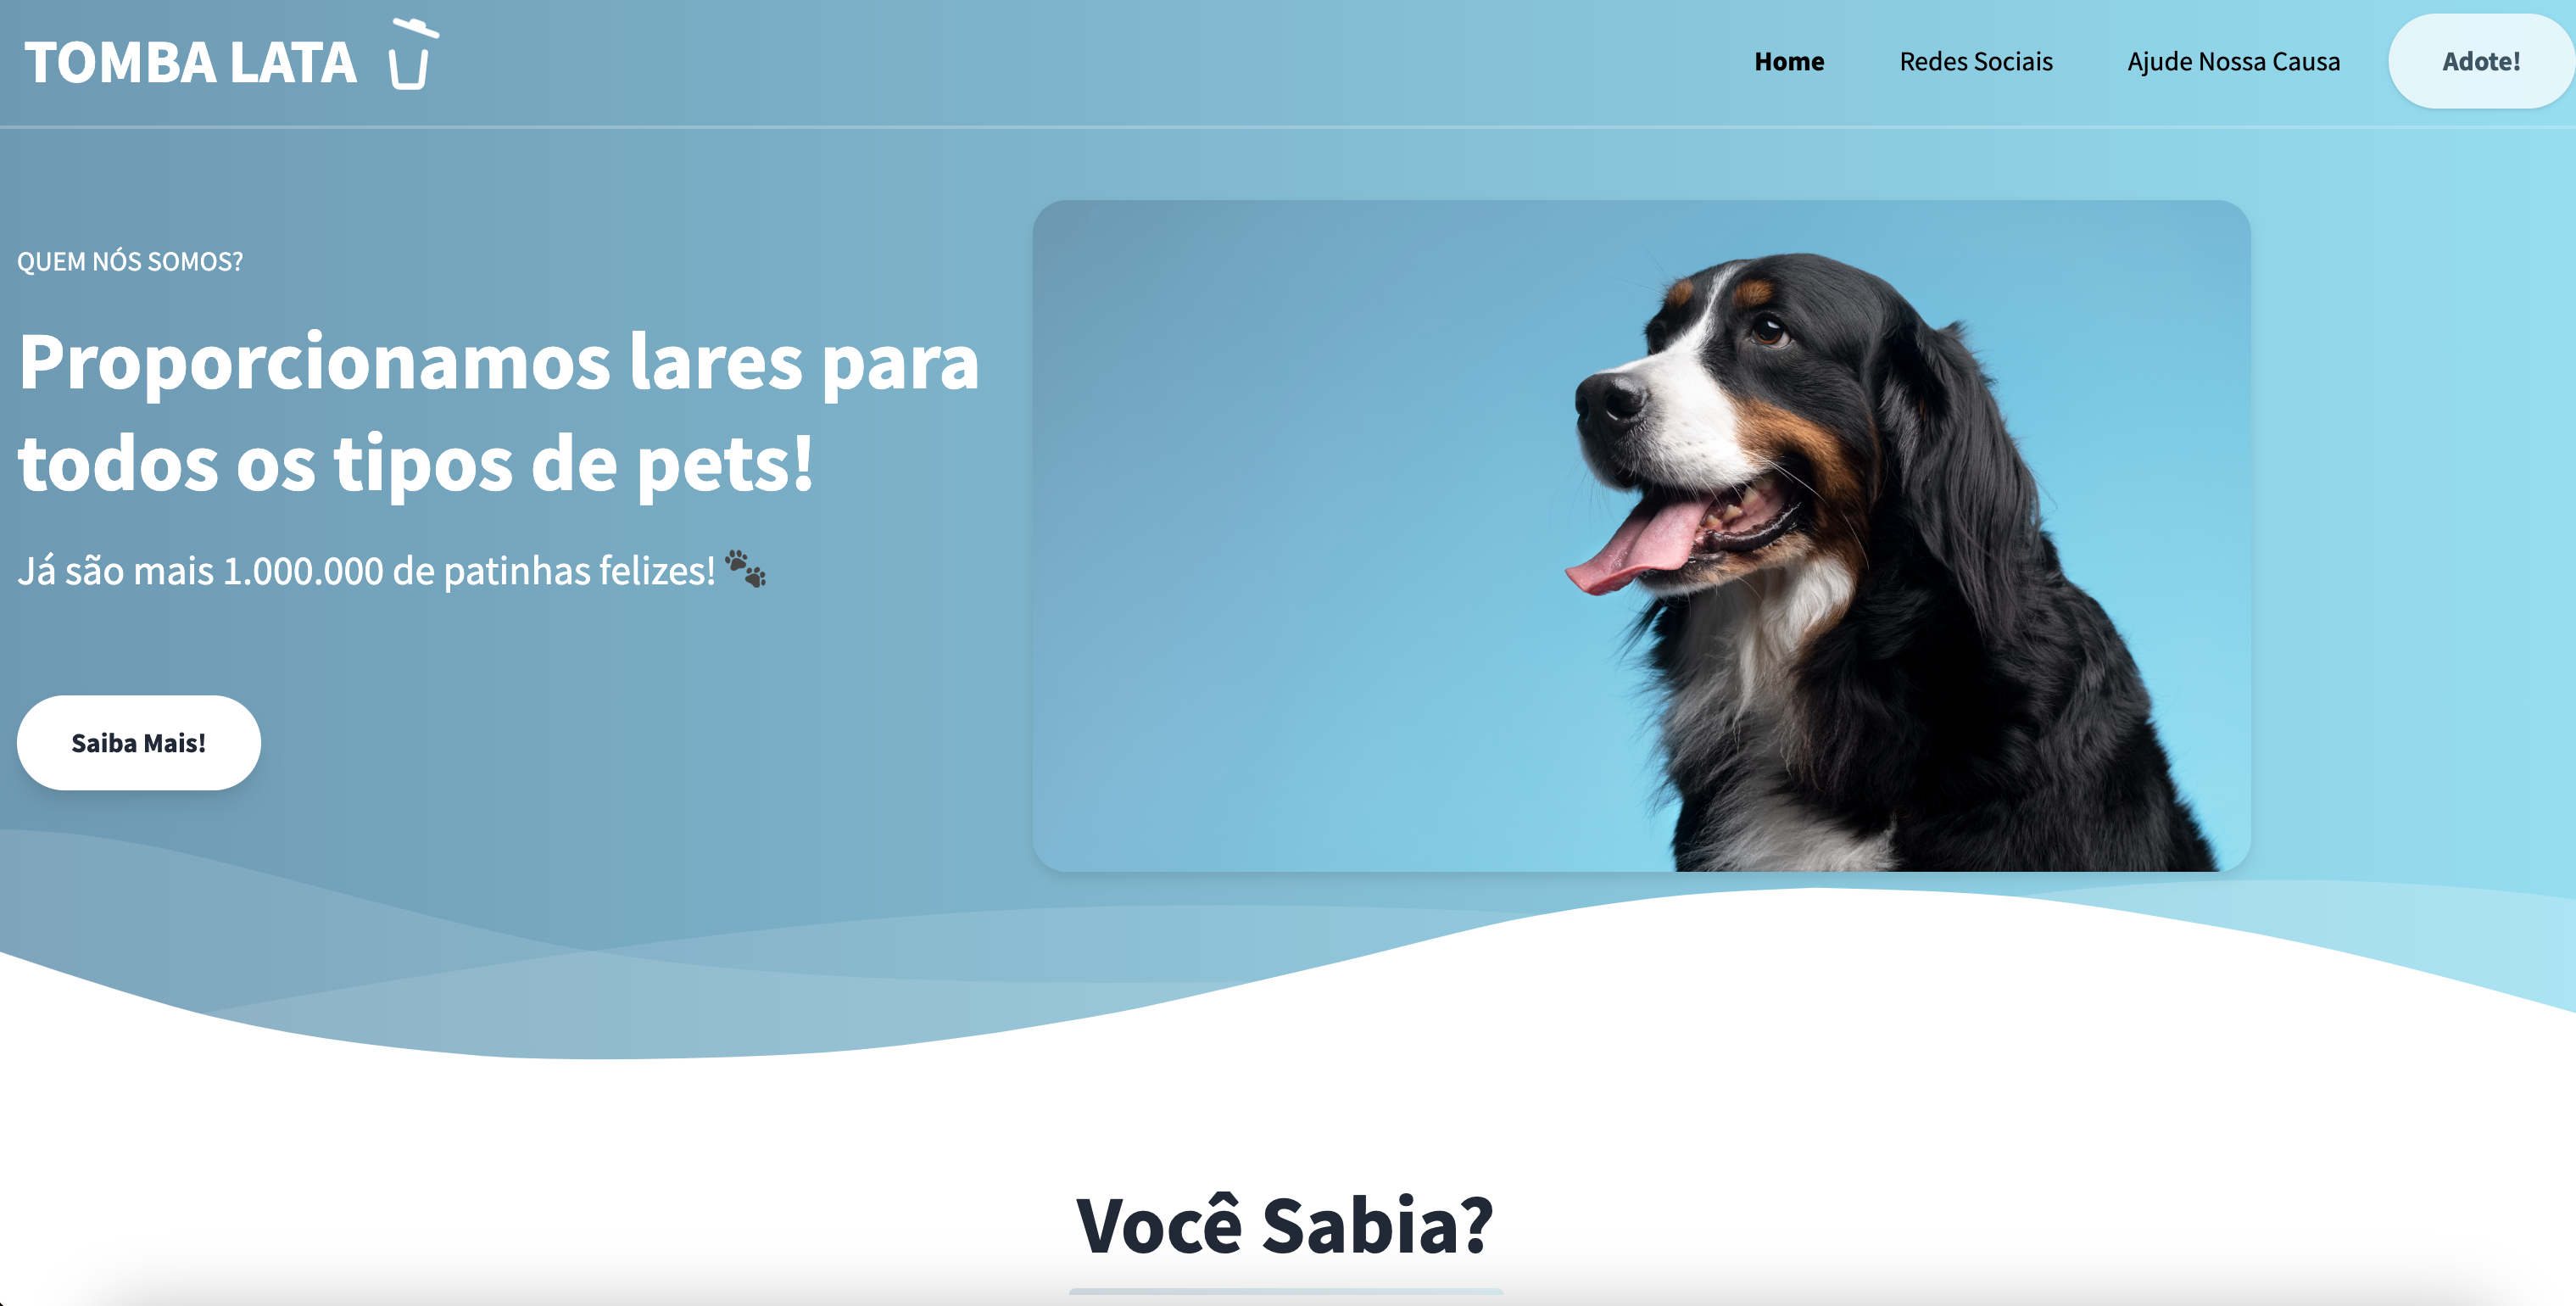 TOMBA LATA
Home
Redes Sociais
Ajude Nossa Causa
Adote!
QUEM NÓS SOMOS?
Proporcionamos lares para
todos os tipos de pets!
Já são mais 1.000.000 de patinhas felizes! 🐾
Saiba Mais!
Você Sabia?